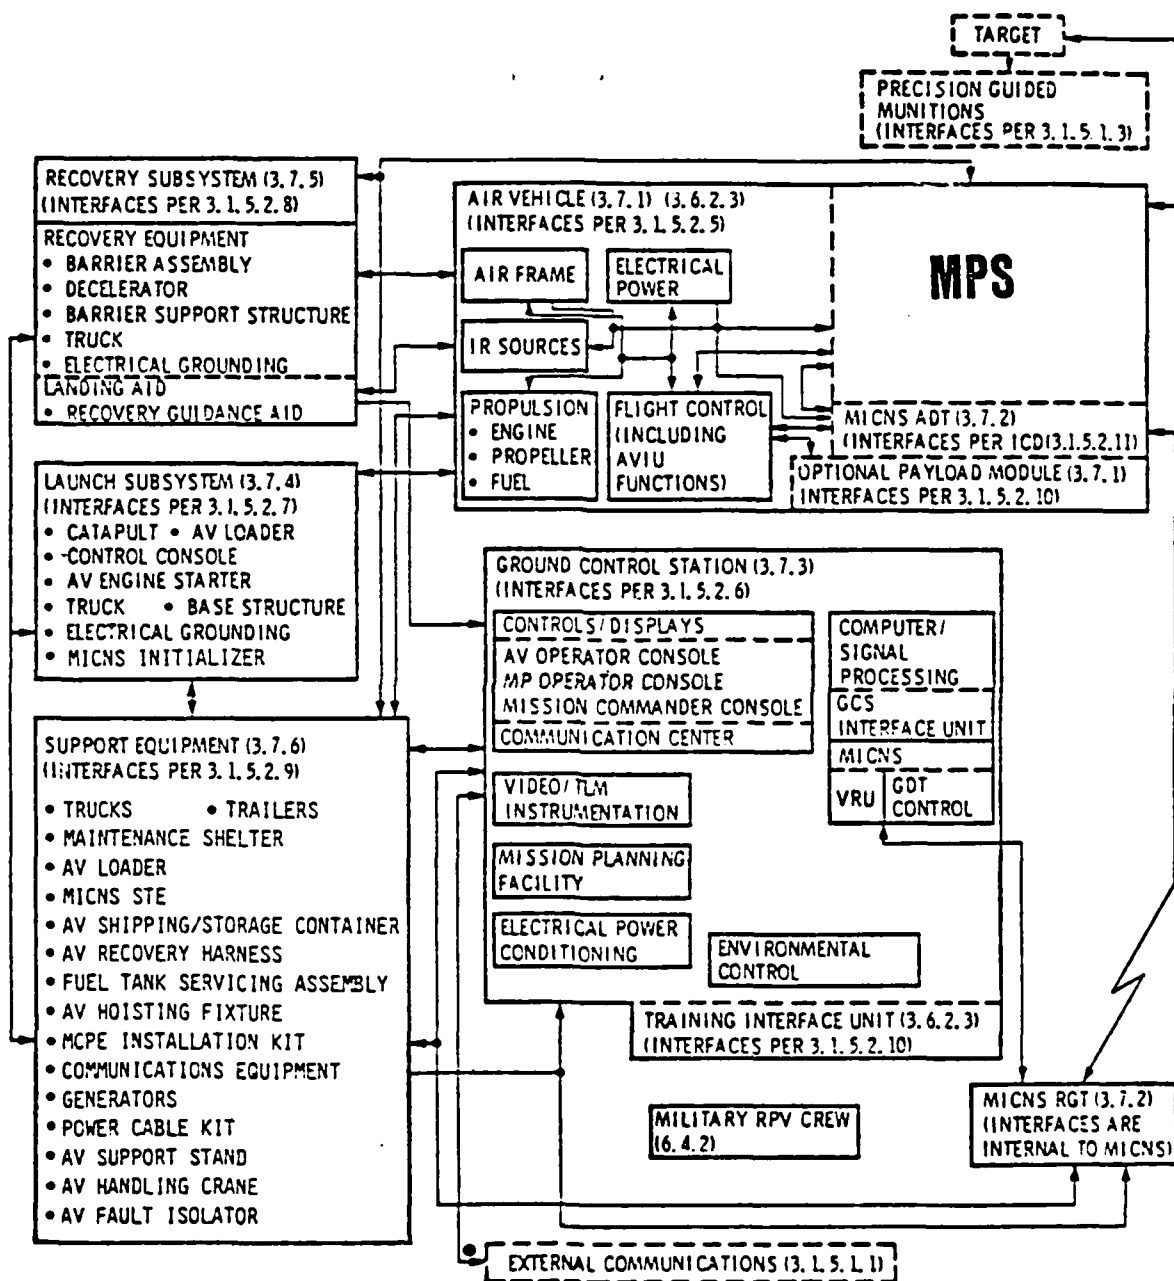 TARGET
PRECISION GUIDED
MUNITIONS
(INTERFACES PER 3.1.5.1.3)
RECOVERY SUBSYSTEM (3.7.5)
(INTERFACES PER 3.1.5.2.8)
RECOVERY EQUIPMENT
• BARRIER ASSEMBLY
• DECELERATOR
• BARRIER SUPPORT STRUCTURE
• TRUCK
• ELECTRICAL GROUNDING
LANDING AID
• RECOVERY GUIDANCE AID
AIR VEHICLE (3.7.1) (3.6.2.3)
(INTERFACES PER 3.1.5.2.5)
AIR FRAME
ELECTRICAL
POWER
IR SOURCES
PROPULSION
• ENGINE
• PROPELLER
• FUEL
FLIGHT CONTROL
(INCLUDING
AVIU
FUNCTIONS)
MPS
MICNS ADT (3.7.2)
(INTERFACES PER ICD(3.1.5.2.11)
OPTIONAL PAYLOAD MODULE (3.7.1)
INTERFACES PER 3.1.5.2.10)
LAUNCH SUBSYSTEM (3.7.4)
(INTERFACES PER 3.1.5.2.7)
• CATAPULT • AV LOADER
• CONTROL CONSOLE
• AV ENGINE STARTER
• TRUCK • BASE STRUCTURE
• ELECTRICAL GROUNDING
• MICNS INITIALIZER
GROUND CONTROL STATION (3.7.3)
(INTERFACES PER 3.1.5.2.6)
CONTROLS/DISPLAYS
AV OPERATOR CONSOLE
MP OPERATOR CONSOLE
MISSION COMMANDER CONSOLE
COMMUNICATION CENTER
COMPUTER/
SIGNAL
PROCESSING
GCS
INTERFACE UNIT
MICNS
VRU
GDT
CONTROL
VIDEO/TLM
INSTRUMENTATION
MISSION PLANNING
FACILITY
ELECTRICAL POWER
CONDITIONING
ENVIRONMENTAL
CONTROL
TRAINING INTERFACE UNIT (3.6.2.3)
(INTERFACES PER 3.1.5.2.10)
SUPPORT EQUIPMENT (3.7.6)
(INTERFACES PER 3.1.5.2.9)
• TRUCKS • TRAILERS
• MAINTENANCE SHELTER
• AV LOADER
• MICNS STE
• AV SHIPPING/STORAGE CONTAINER
• AV RECOVERY HARNESS
• FUEL TANK SERVICING ASSEMBLY
• AV HOISTING FIXTURE
• MCPE INSTALLATION KIT
• COMMUNICATIONS EQUIPMENT
• GENERATORS
• POWER CABLE KIT
• AV SUPPORT STAND
• AV HANDLING CRANE
• AV FAULT ISOLATOR
MILITARY RPV CREW
(6.4.2)
MICNS RGT (3.7.2)
(INTERFACES ARE
INTERNAL TO MICNS)
EXTERNAL COMMUNICATIONS (3.1.5.1.1)